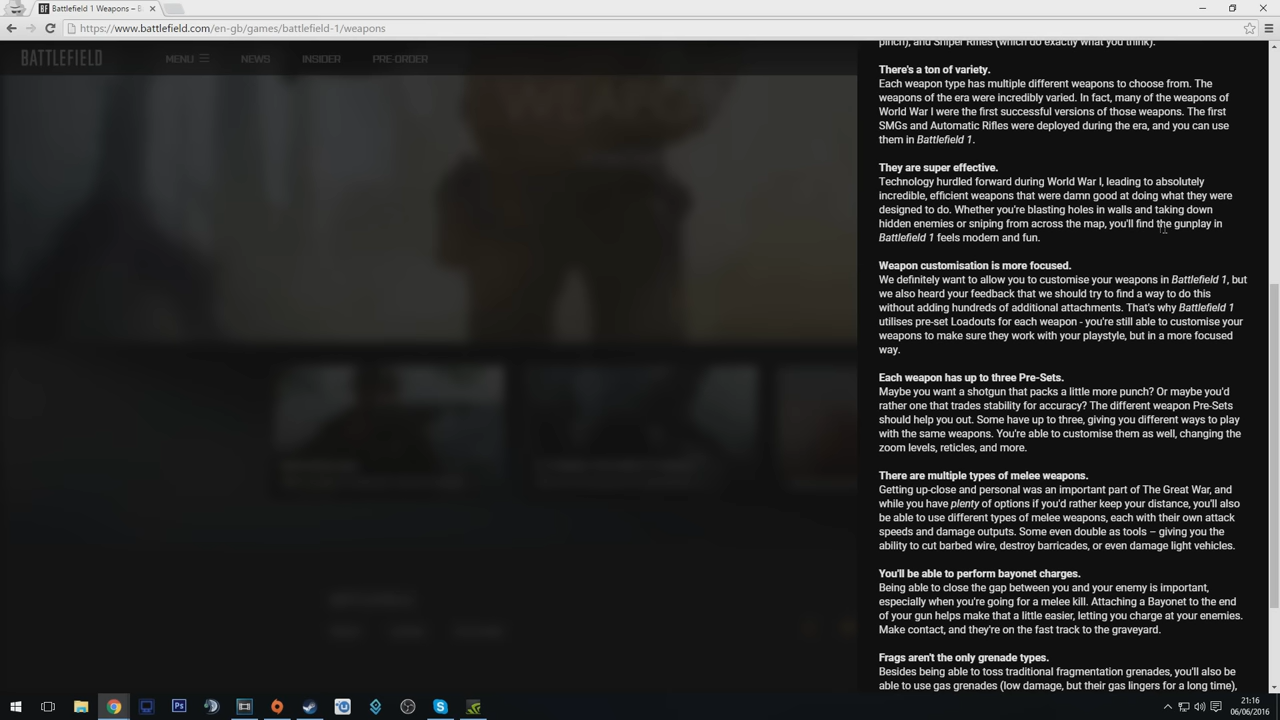 Battlefield 1 Weapons – B
https://www.battlefield.com/en-gb/games/battlefield-1/weapons
BATTLEFIELD
MENU
NEWS
INSIDER
PRE-ORDER
pinch), and Sniper Rifles (which do exactly what you think).
There's a ton of variety.
Each weapon type has multiple different weapons to choose from. The
weapons of the era were incredibly varied. In fact, many of the weapons of
World War I were the first successful versions of those weapons. The first
SMGs and Automatic Rifles were deployed during the era, and you can use
them in Battlefield 1.
They are super effective.
Technology hurdled forward during World War I, leading to absolutely
incredible, efficient weapons that were damn good at doing what they were
designed to do. Whether you're blasting holes in walls and taking down
hidden enemies or sniping from across the map, you'll find the gunplay in
Battlefield 1 feels modern and fun.
Weapon customisation is more focused.
We definitely want to allow you to customise your weapons in Battlefield 1, but
we also heard your feedback that we should try to find a way to do this
without adding hundreds of additional attachments. That's why Battlefield 1
utilises pre-set Loadouts for each weapon - you're still able to customise your
weapons to make sure they work with your playstyle, but in a more focused
way.
Each weapon has up to three Pre-Sets.
Maybe you want a shotgun that packs a little more punch? Or maybe you'd
rather one that trades stability for accuracy? The different weapon Pre-Sets
should help you out. Some have up to three, giving you different ways to play
with the same weapons. You're able to customise them as well, changing the
zoom levels, reticles, and more.
There are multiple types of melee weapons.
Getting up-close and personal was an important part of The Great War, and
while you have plenty of options if you'd rather keep your distance, you'll also
be able to use different types of melee weapons, each with their own attack
speeds and damage outputs. Some even double as tools – giving you the
ability to cut barbed wire, destroy barricades, or even damage light vehicles.
You'll be able to perform bayonet charges.
Being able to close the gap between you and your enemy is important,
especially when you're going for a melee kill. Attaching a Bayonet to the end
of your gun helps make that a little easier, letting you charge at your enemies.
Make contact, and they're on the fast track to the graveyard.
Frags aren't the only grenade types.
Besides being able to toss traditional fragmentation grenades, you'll also be
able to use gas grenades (low damage, but their gas lingers for a long time),
21:16
06/06/2016